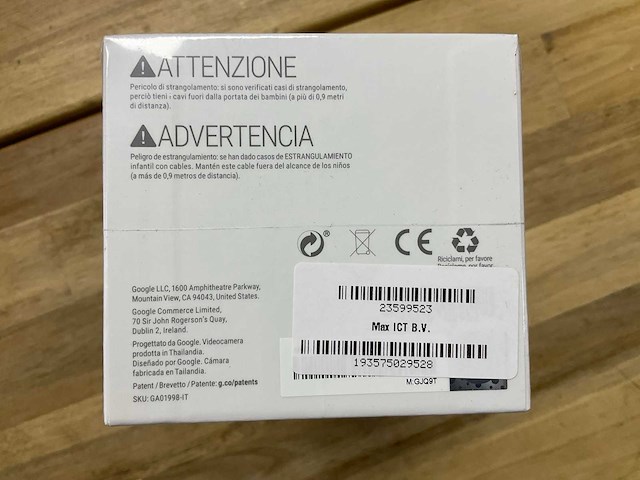 ATTENZIONE
Pericolo di strangolamento: si sono verificati casi di strangolamento,
perciò tieni i cavi fuori dalla portata dei bambini (a più di 0,9 metri
di distanza).
ADVERTENCIA
Peligro de estrangulamiento: se han dado casos de ESTRANGULAMIENTO
infantil con cables. Mantén este cable fuera del alcance de los niños
(a más de 0,9 metros de distancia).
®
CE
Riciclami, per favore
Google LLC, 1600 Amphitheatre Parkway,
Mountain View, CA 94043, United States.
Google Commerce Limited,
70 Sir John Rogerson's Quay,
Dublin 2, Ireland.
Progettato da Google. Videocamera
prodotta in Thailandia.
Diseñado por Google. Cámara
fabricada en Tailandia.
Patent / Brevetto / Patente: g.co/patents
SKU: GA01998-IT
23599523
Max ICT B.V.
193575029528
M: GJQ9T